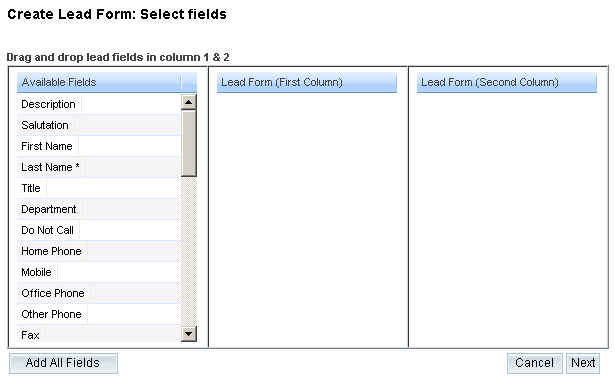 Create Lead Form: Select fields
Drag and drop lead fields in column 1 & 2
Available Fields
Lead Form (First Column)
Lead Form (Second Column)
Description
Salutation
First Name
Last Name *
Title
Department
Do Not Call
Home Phone
Mobile
Office Phone
Other Phone
Fax
Add All Fields
Cancel
Next